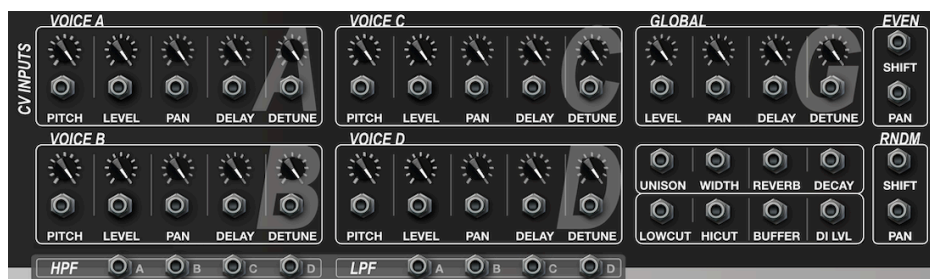 VOICE A
VOICE C
GLOBAL
EVEN
CV INPUTS
A
C
G
SHIFT
PITCH LEVEL PAN DELAY DETUNE
PITCH LEVEL PAN DELAY DETUNE
LEVEL PAN DELAY DETUNE
PAN
VOICE B
VOICE D
RNDM
B
D
UNISON WIDTH REVERB DECAY
SHIFT
PITCH LEVEL PAN DELAY DETUNE
PITCH LEVEL PAN DELAY DETUNE
LOWCUT HICUT BUFFER DI LVL
PAN
HPF A B C D
LPF A B C D